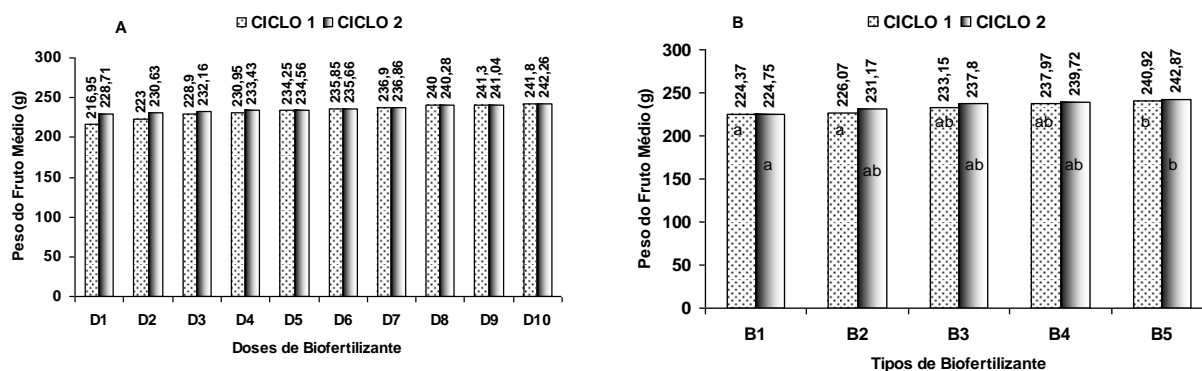 A
CICLO 1 CICLO 2
Peso do Fruto Médio (g)
300
250
200
150
100
50
0
216,95 228,71
223 230,63
228,9 232,16
230,95 233,43
234,25 234,56
235,85 235,66
236,9 236,86
240 240,28
241,3 241,04
241,8 242,26
D1 D2 D3 D4 D5 D6 D7 D8 D9 D10
Doses de Biofertilizante
B
CICLO 1 CICLO 2
Peso do Fruto Médio (g)
300
250
200
150
100
50
0
224,37 224,75
226,07 231,17
233,15 237,8
237,97 239,72
240,92 242,87
a a ab ab b
a ab ab ab b
B1 B2 B3 B4 B5
Tipos de Biofertilizante